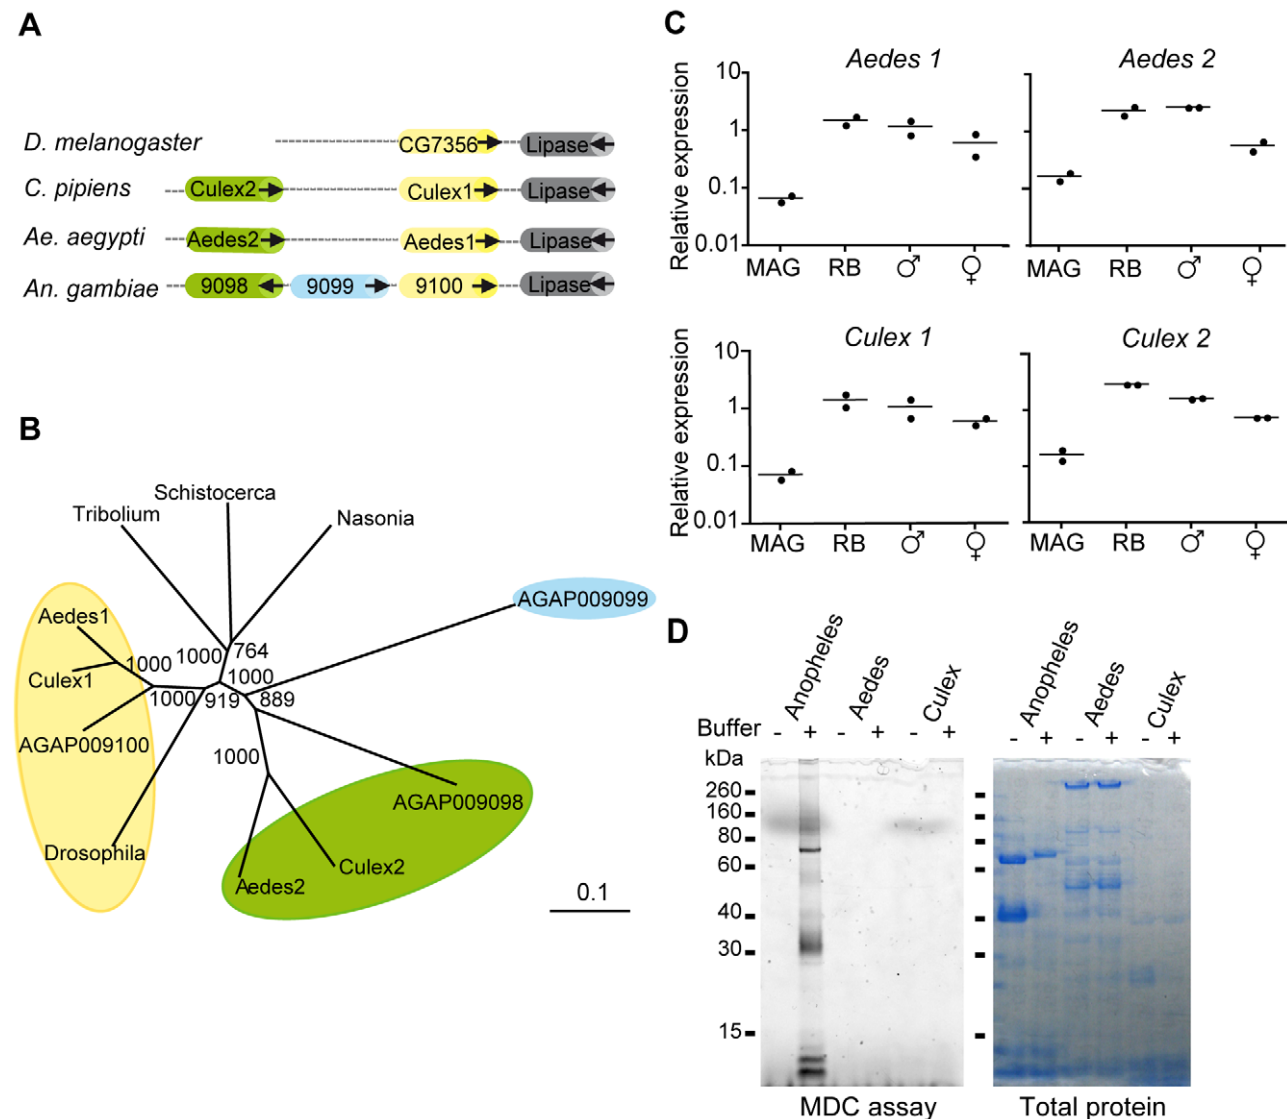 A
D. melanogaster CG7356 Lipase
C. pipiens Culex2 Culex1 Lipase
Ae. aegypti Aedes2 Aedes1 Lipase
An. gambiae 9098 9099 9100 Lipase
B
Schistocerca
Tribolium
Nasonia
AGAP009099
Aedes1
Culex1
AGAP009100
Drosophila
1000
1000
764
1000
1000
919
889
1000
AGAP009098
Culex2
Aedes2
0.1
C
Aedes 1
Relative expression
10
1
0.1
0.01
MAG RB ♂ ♀
Aedes 2
MAG RB ♂ ♀
Culex 1
Relative expression
10
1
0.1
0.01
MAG RB ♂ ♀
Culex 2
MAG RB ♂ ♀
D
Anopheles Aedes Culex
Buffer - + - + - +
kDa
260
160
80
60
40
30
15
MDC assay
Anopheles Aedes Culex
- + - + - +
Total protein